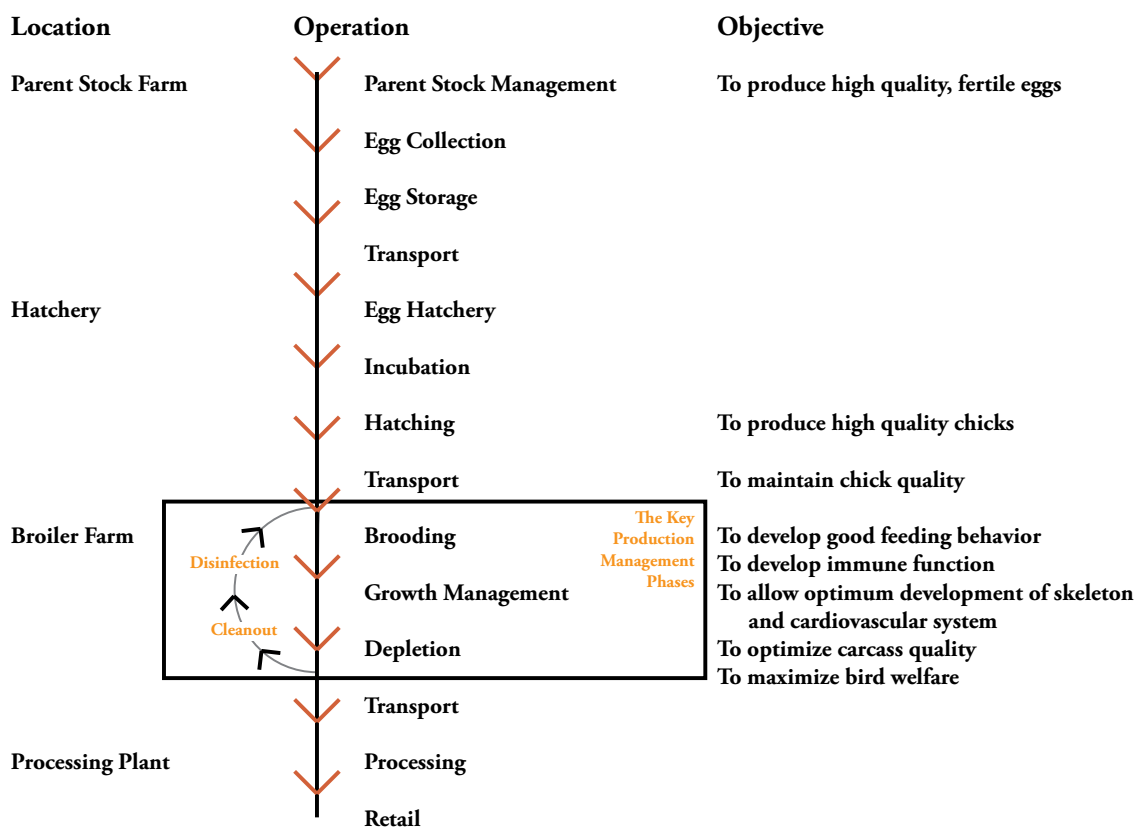 Location Operation Objective
Parent Stock Farm Parent Stock Management To produce high quality, fertile eggs
Egg Collection
Egg Storage
Transport
Hatchery Egg Hatchery
Incubation
Hatching To produce high quality chicks
Transport To maintain chick quality
The Key
Production
Management
Phases
Broiler Farm Brooding To develop good feeding behavior
Disinfection To develop immune function
Growth Management To allow optimum development of skeleton
and cardiovascular system
Cleanout
Depletion To optimize carcass quality
To maximize bird welfare
Transport
Processing Plant Processing
Retail